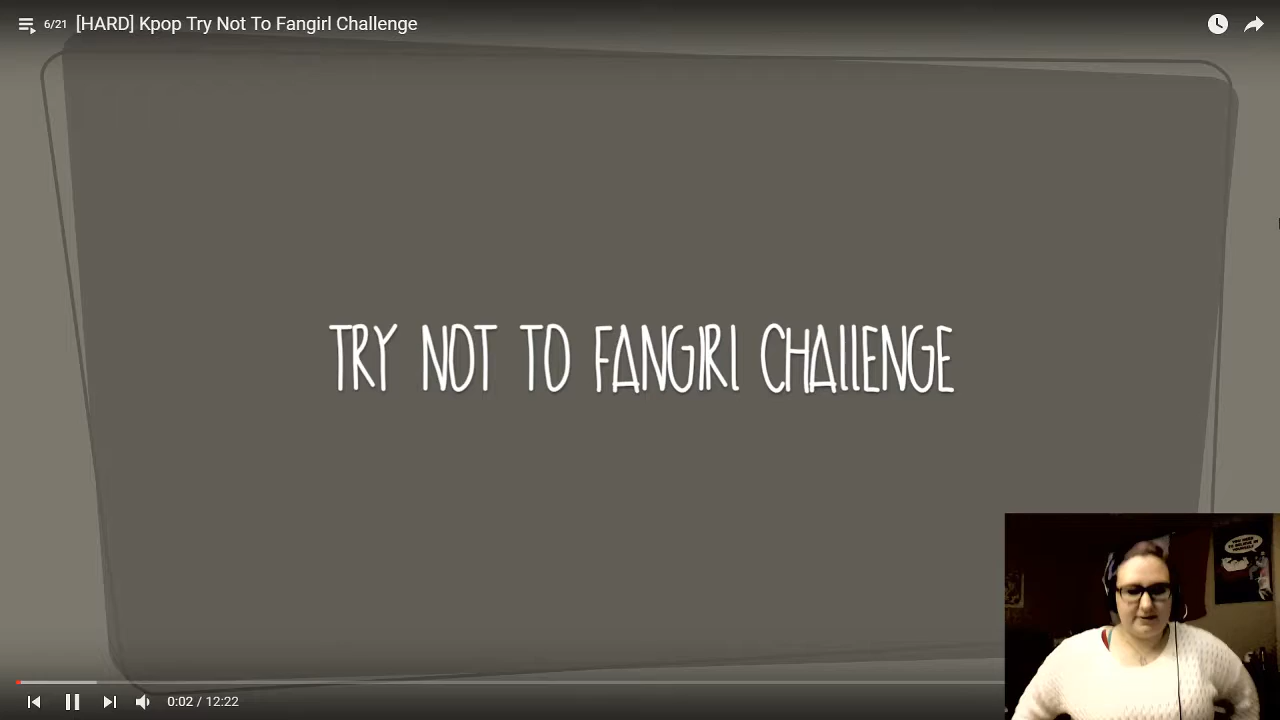 6/21 [HARD] Kpop Try Not To Fangirl Challenge
TRY NOT TO FANGIRL CHALLENGE
0:02 / 12:22